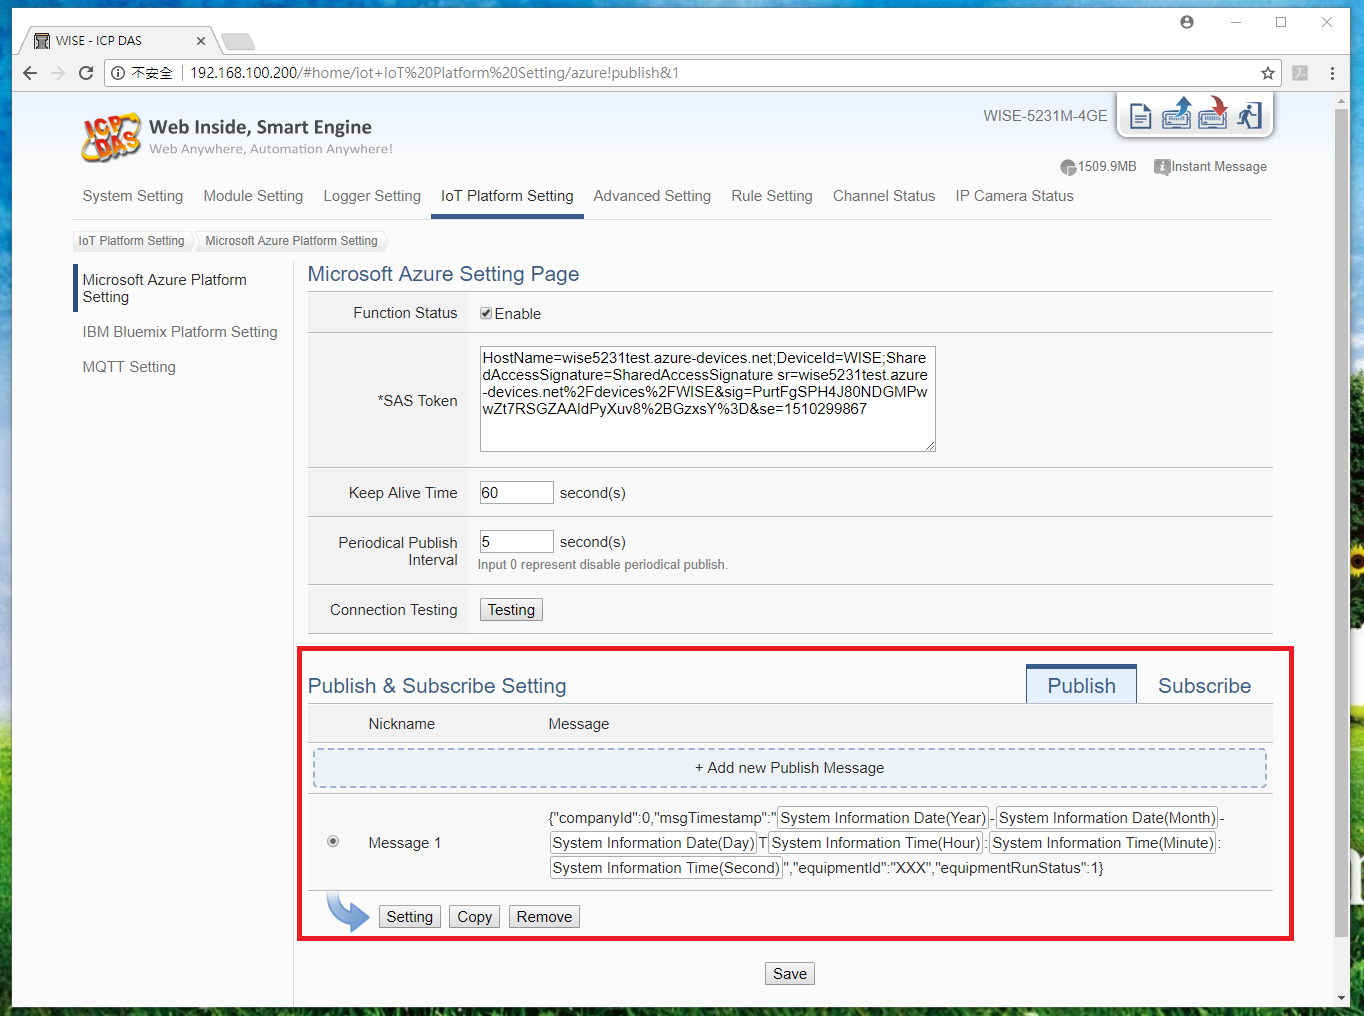 WISE - ICP DAS
不安全 192.168.100.200/#home/iot+IoT%20Platform%20Setting/azure!publish&1
ICP DAS
Web Inside, Smart Engine
Web Anywhere, Automation Anywhere!
WISE-5231M-4GE
1509.9MB Instant Message
System Setting Module Setting Logger Setting IoT Platform Setting Advanced Setting Rule Setting Channel Status IP Camera Status
IoT Platform Setting Microsoft Azure Platform Setting
Microsoft Azure Platform
Setting
IBM Bluemix Platform Setting
MQTT Setting
Microsoft Azure Setting Page
Function Status Enable
*SAS Token
HostName=wise5231test.azure-devices.net;DeviceId=WISE;Share
dAccessSignature=SharedAccessSignature sr=wise5231test.azure
-devices.net%2Fdevices%2FWISE&sig=PurtFgSPH4J80NDGMPw
wZt7RSGZAAIdPyXuv8%2BGzxsY%3D&se=1510299867
Keep Alive Time 60 second(s)
Periodical Publish
Interval
5 second(s)
Input 0 represent disable periodical publish.
Connection Testing Testing
Publish & Subscribe Setting Publish Subscribe
Nickname Message
+ Add new Publish Message
Message 1
{"companyId":0,"msgTimestamp":"System Information Date(Year)-System Information Date(Month)-
System Information Date(Day)TSystem Information Time(Hour):System Information Time(Minute):
System Information Time(Second)","equipmentId":"XXX","equipmentRunStatus":1}
Setting Copy Remove
Save